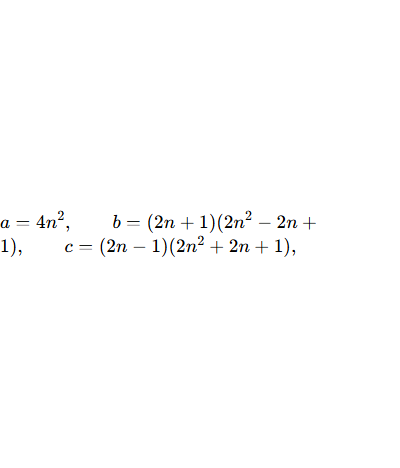 a = 4n², b = (2n + 1)(2n² − 2n +
1), c = (2n − 1)(2n² + 2n + 1),